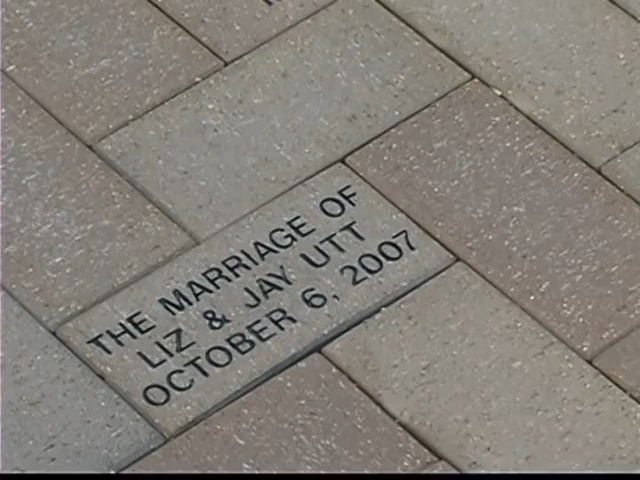 THE MARRIAGE OF
LIZ & JAY UTT
OCTOBER 6, 2007